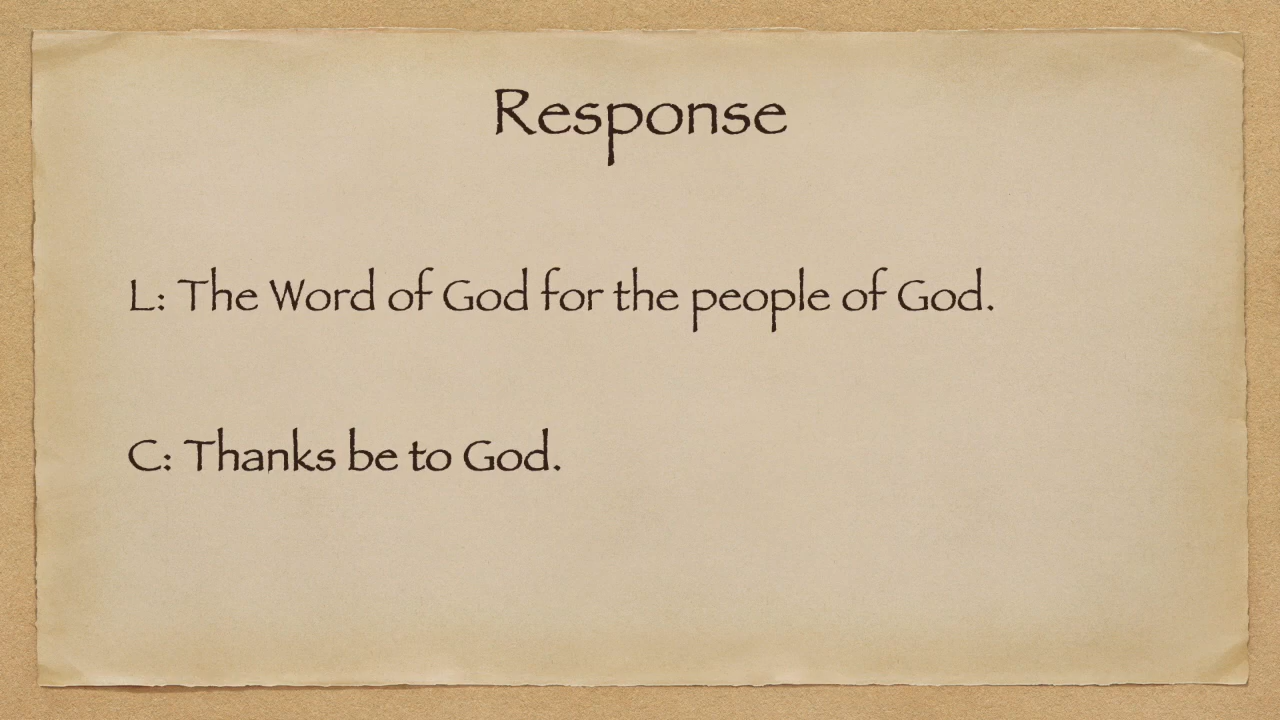 Response
L: The Word of God for the people of God.
C: Thanks be to God.